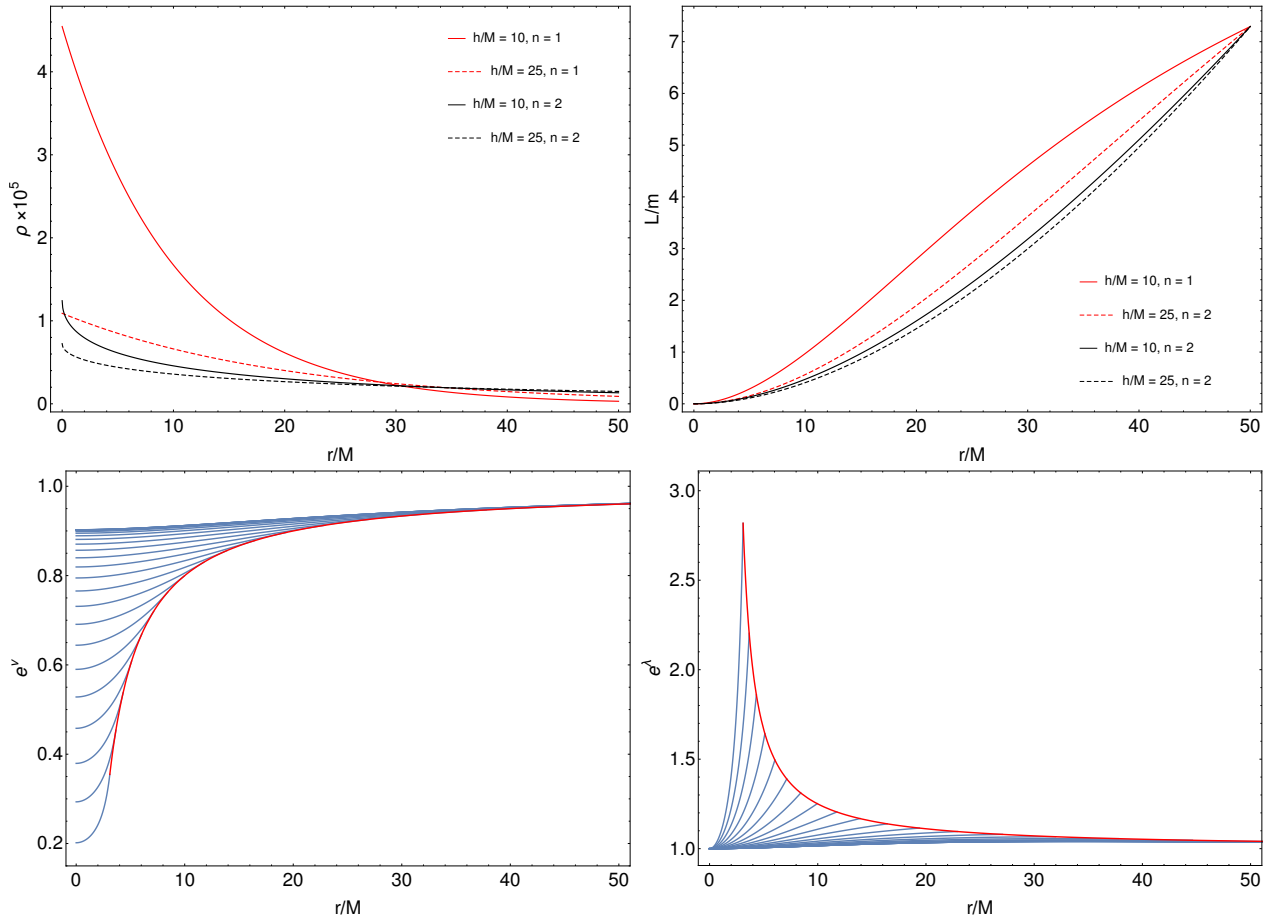 ρ ×10⁵
4
2
1
0
h/M = 10, n = 1
h/M = 25, n = 1
h/M = 10, n = 2
h/M = 25, n = 2
0 10 20 30 40 50
r/M
L/m
7
6
5
4
3
2
1
0
h/M = 10, n = 1
h/M = 25, n = 2
h/M = 10, n = 2
h/M = 25, n = 2
0 10 20 30 40 50
r/M
e^ν
1.0
0.8
0.6
0.4
0.2
0 10 20 30 40 50
r/M
e^λ
3.0
2.5
2.0
1.5
1.0
0 10 20 30 40 50
r/M